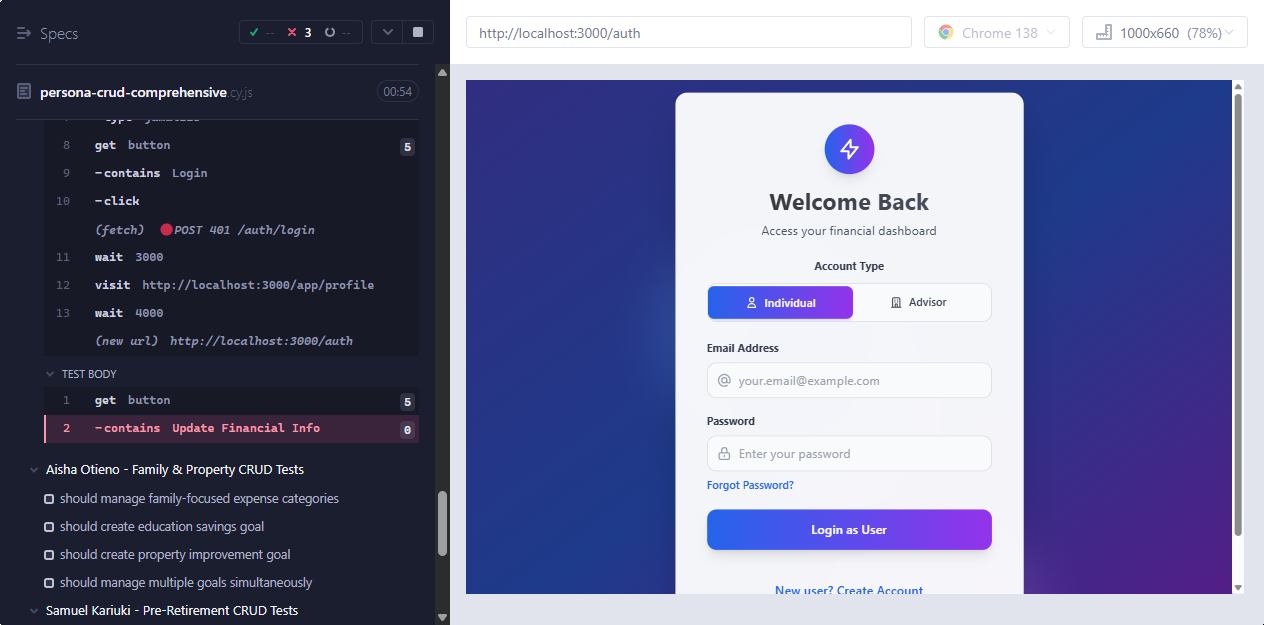 Specs
-- 3 --
persona-crud-comprehensive.cy.js
00:54
8 get button 5
9 -contains Login
10 -click
(fetch) POST 401 /auth/login
11 wait 3000
12 visit http://localhost:3000/app/profile
13 wait 4000
(new url) http://localhost:3000/auth
TEST BODY
1 get button 5
2 -contains Update Financial Info 0
Aisha Otieno - Family & Property CRUD Tests
should manage family-focused expense categories
should create education savings goal
should create property improvement goal
should manage multiple goals simultaneously
Samuel Kariuki - Pre-Retirement CRUD Tests
http://localhost:3000/auth
Chrome 138
1000x660 (78%)
Welcome Back
Access your financial dashboard
Account Type
Individual
Advisor
Email Address
your.email@example.com
Password
Enter your password
Forgot Password?
Login as User
New user? Create Account